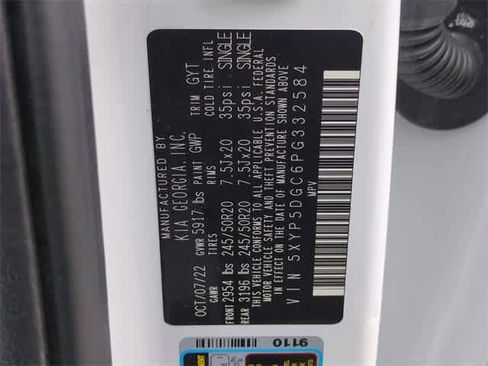 MANUFACTURED BY
KIA GEORGIA, INC.
OCT/07/22 GVWR 5917 lbs PAINT GWP TRIM GYT
GAWR TIRES RIMS COLD TIRE INFL
FRONT 2954 lbs 245/50R20 7.5Jx20 35psi SINGLE
REAR 3196 lbs 245/50R20 7.5Jx20 35psi SINGLE
THIS VEHICLE CONFORMS TO ALL APPLICABLE U.S.A. FEDERAL
MOTOR VEHICLE SAFETY AND THEFT PREVENTION STANDARDS
IN EFFECT ON THE DATE OF MANUFACTURE SHOWN ABOVE
VIN 5XYP5DGC6PG332584
MPV
9110